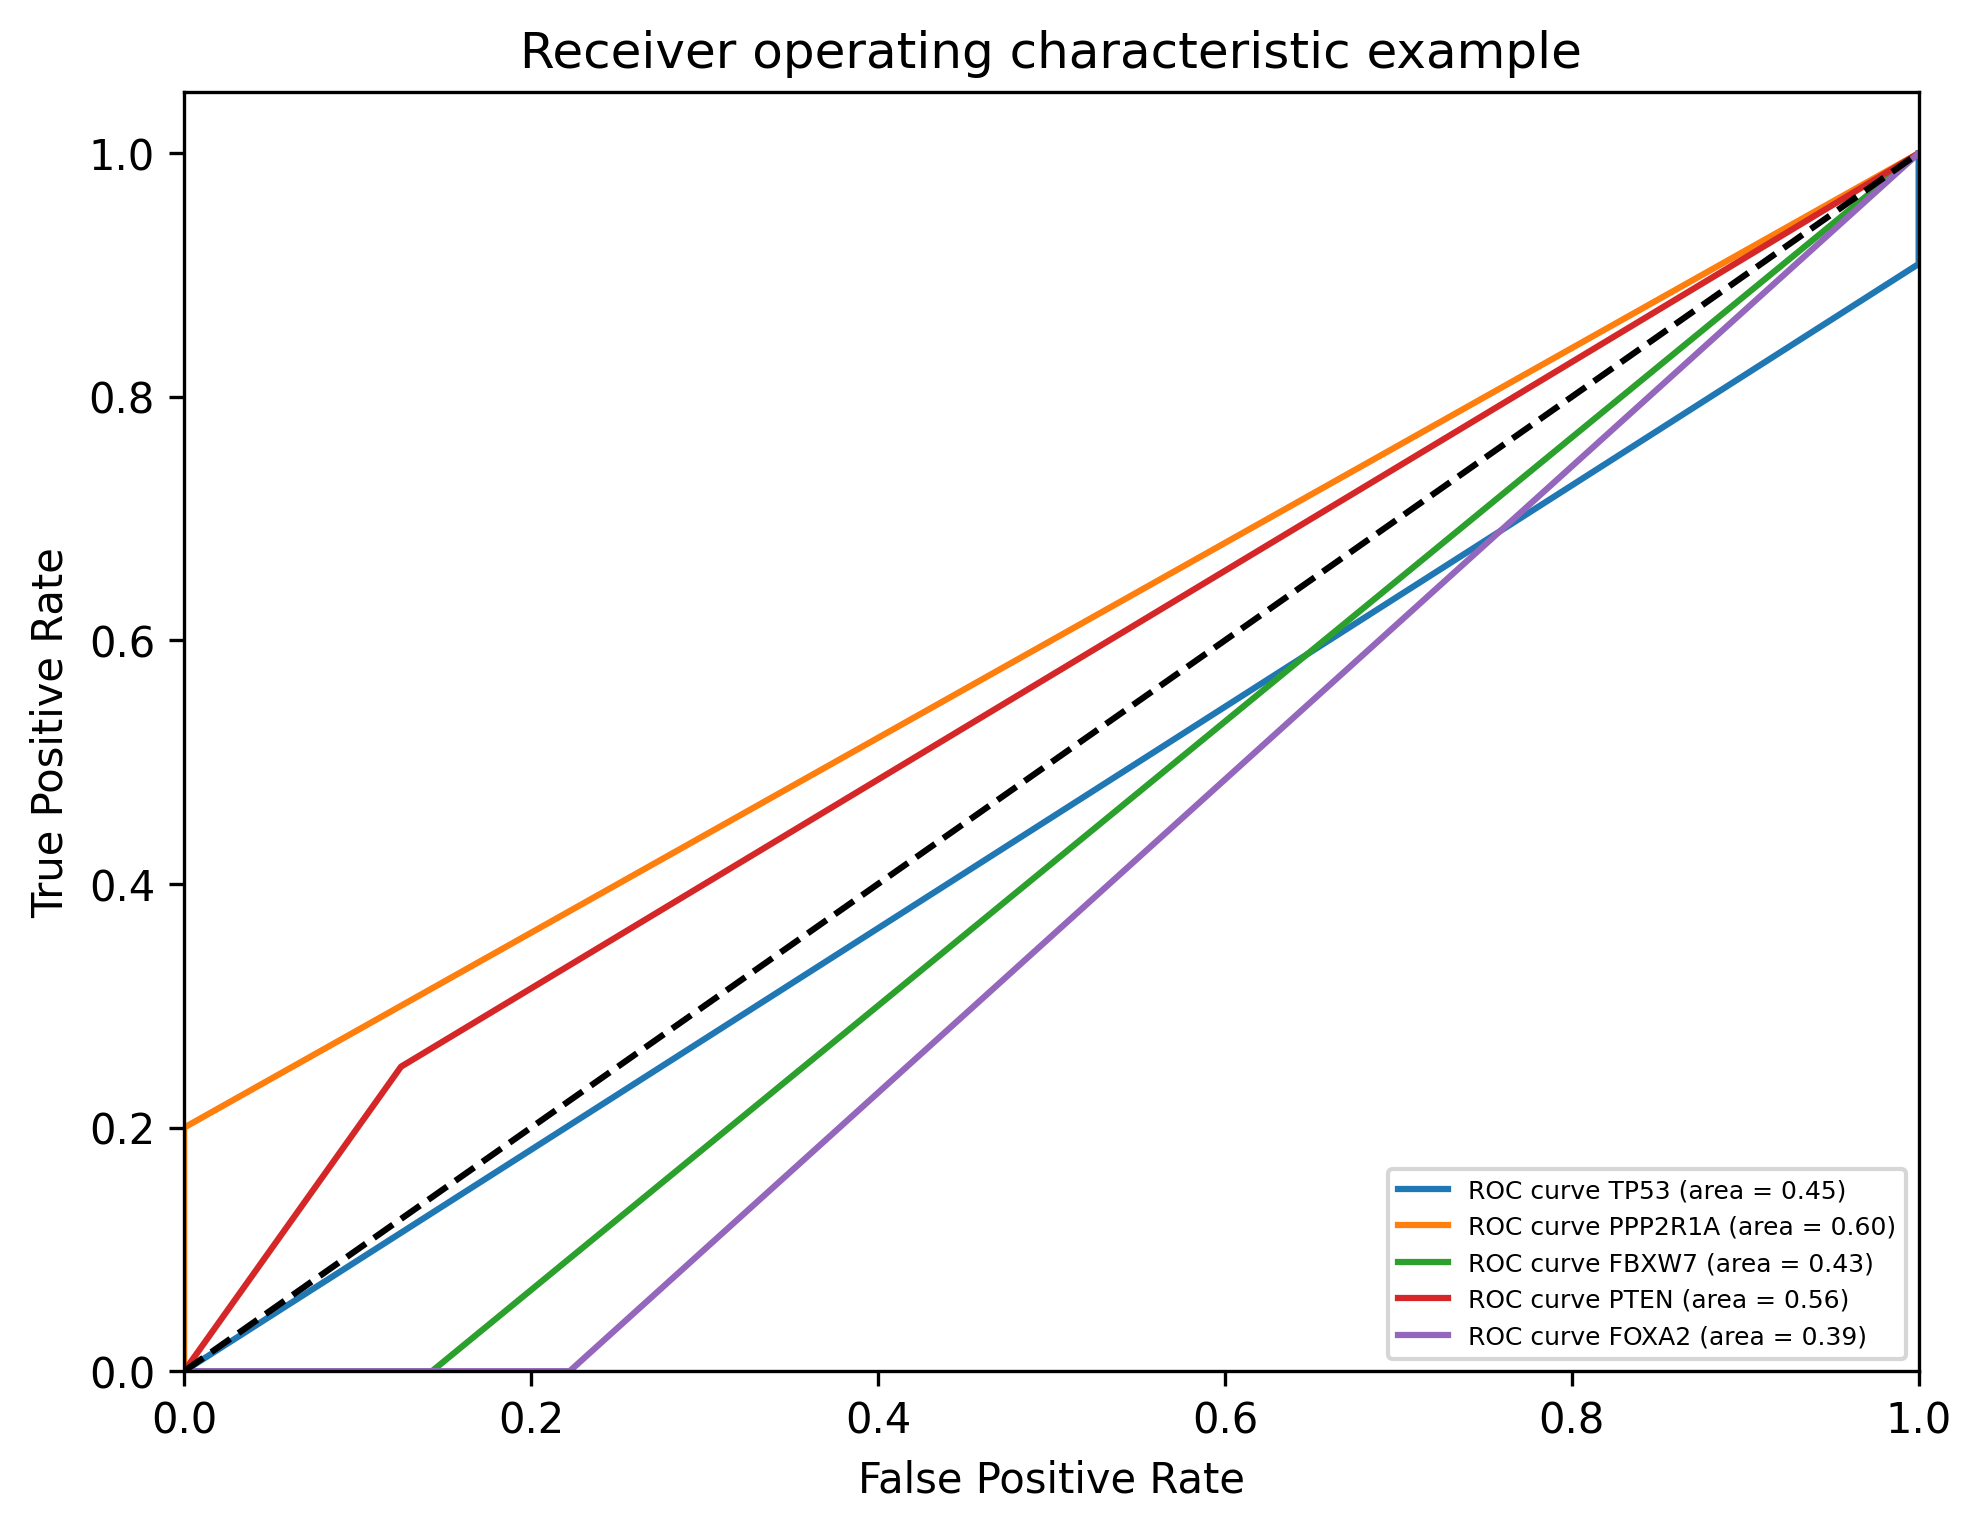 Receiver operating characteristic example
True Positive Rate
1.0
0.8
0.6
0.4
0.2
0.0
ROC curve TP53 (area = 0.45)
ROC curve PPP2R1A (area = 0.60)
ROC curve FBXW7 (area = 0.43)
ROC curve PTEN (area = 0.56)
ROC curve FOXA2 (area = 0.39)
0.0 0.2 0.4 0.6 0.8 1.0
False Positive Rate